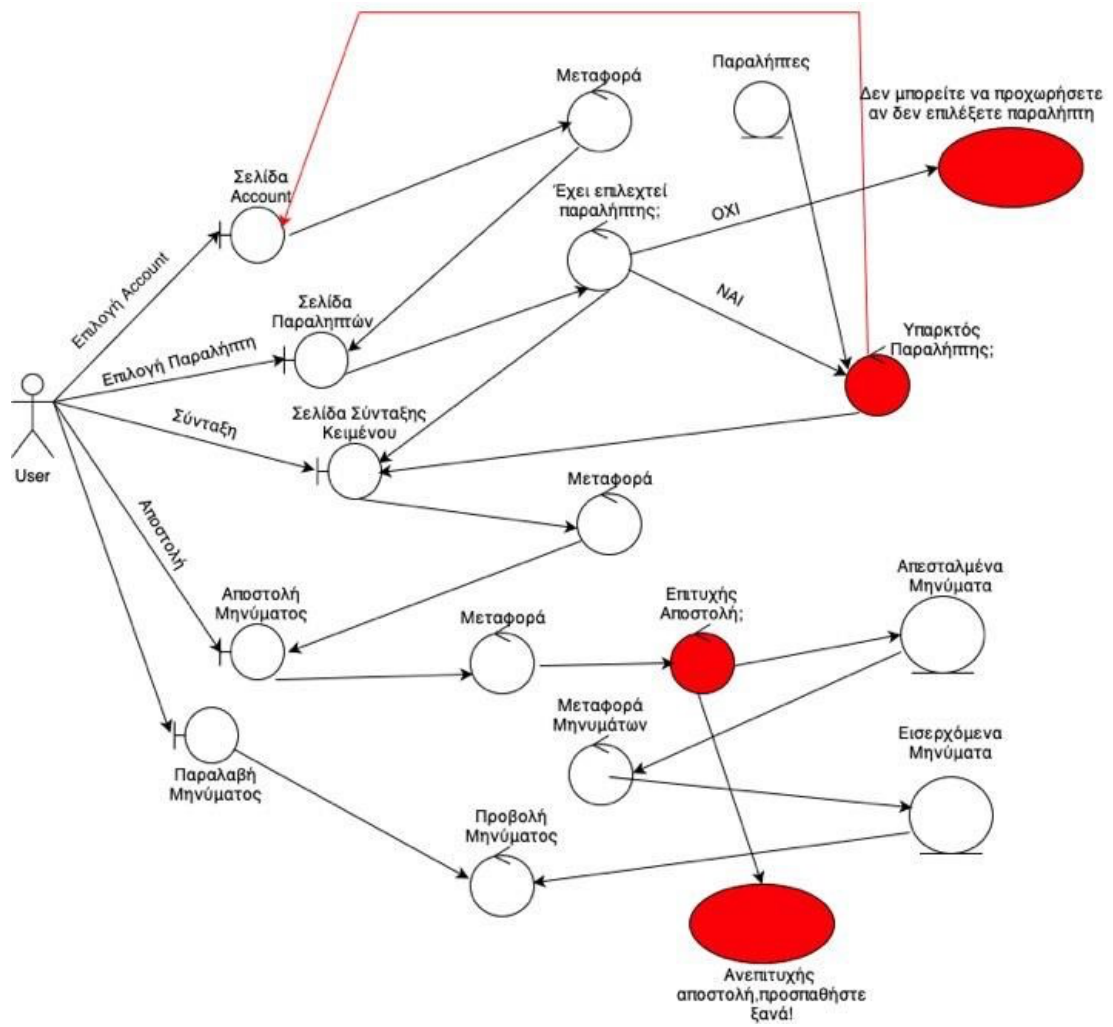 Μεταφορά
Παραλήπτες
Δεν μπορείτε να προχωρήσετε
αν δεν επιλέξετε παραλήπτη
Σελίδα
Account
Έχει επιλεχτεί
παραλήπτης;
ΟΧΙ
Επιλογή Account
ΝΑΙ
Σελίδα
Παραληπτών
Υπαρκτός
Παραλήπτης;
Επιλογή Παραλήπτη
Σύνταξη
Σελίδα Σύνταξης
Κειμένου
User
Μεταφορά
Αποστολή
Αποστολή
Μηνύματος
Μεταφορά
Επιτυχής
Αποστολή;
Απεσταλμένα
Μηνύματα
Μεταφορά
Μηνυμάτων
Εισερχόμενα
Μηνύματα
Παραλαβή
Μηνύματος
Προβολή
Μηνύματος
Ανεπιτυχής
αποστολή,προσπαθήστε
ξανά!